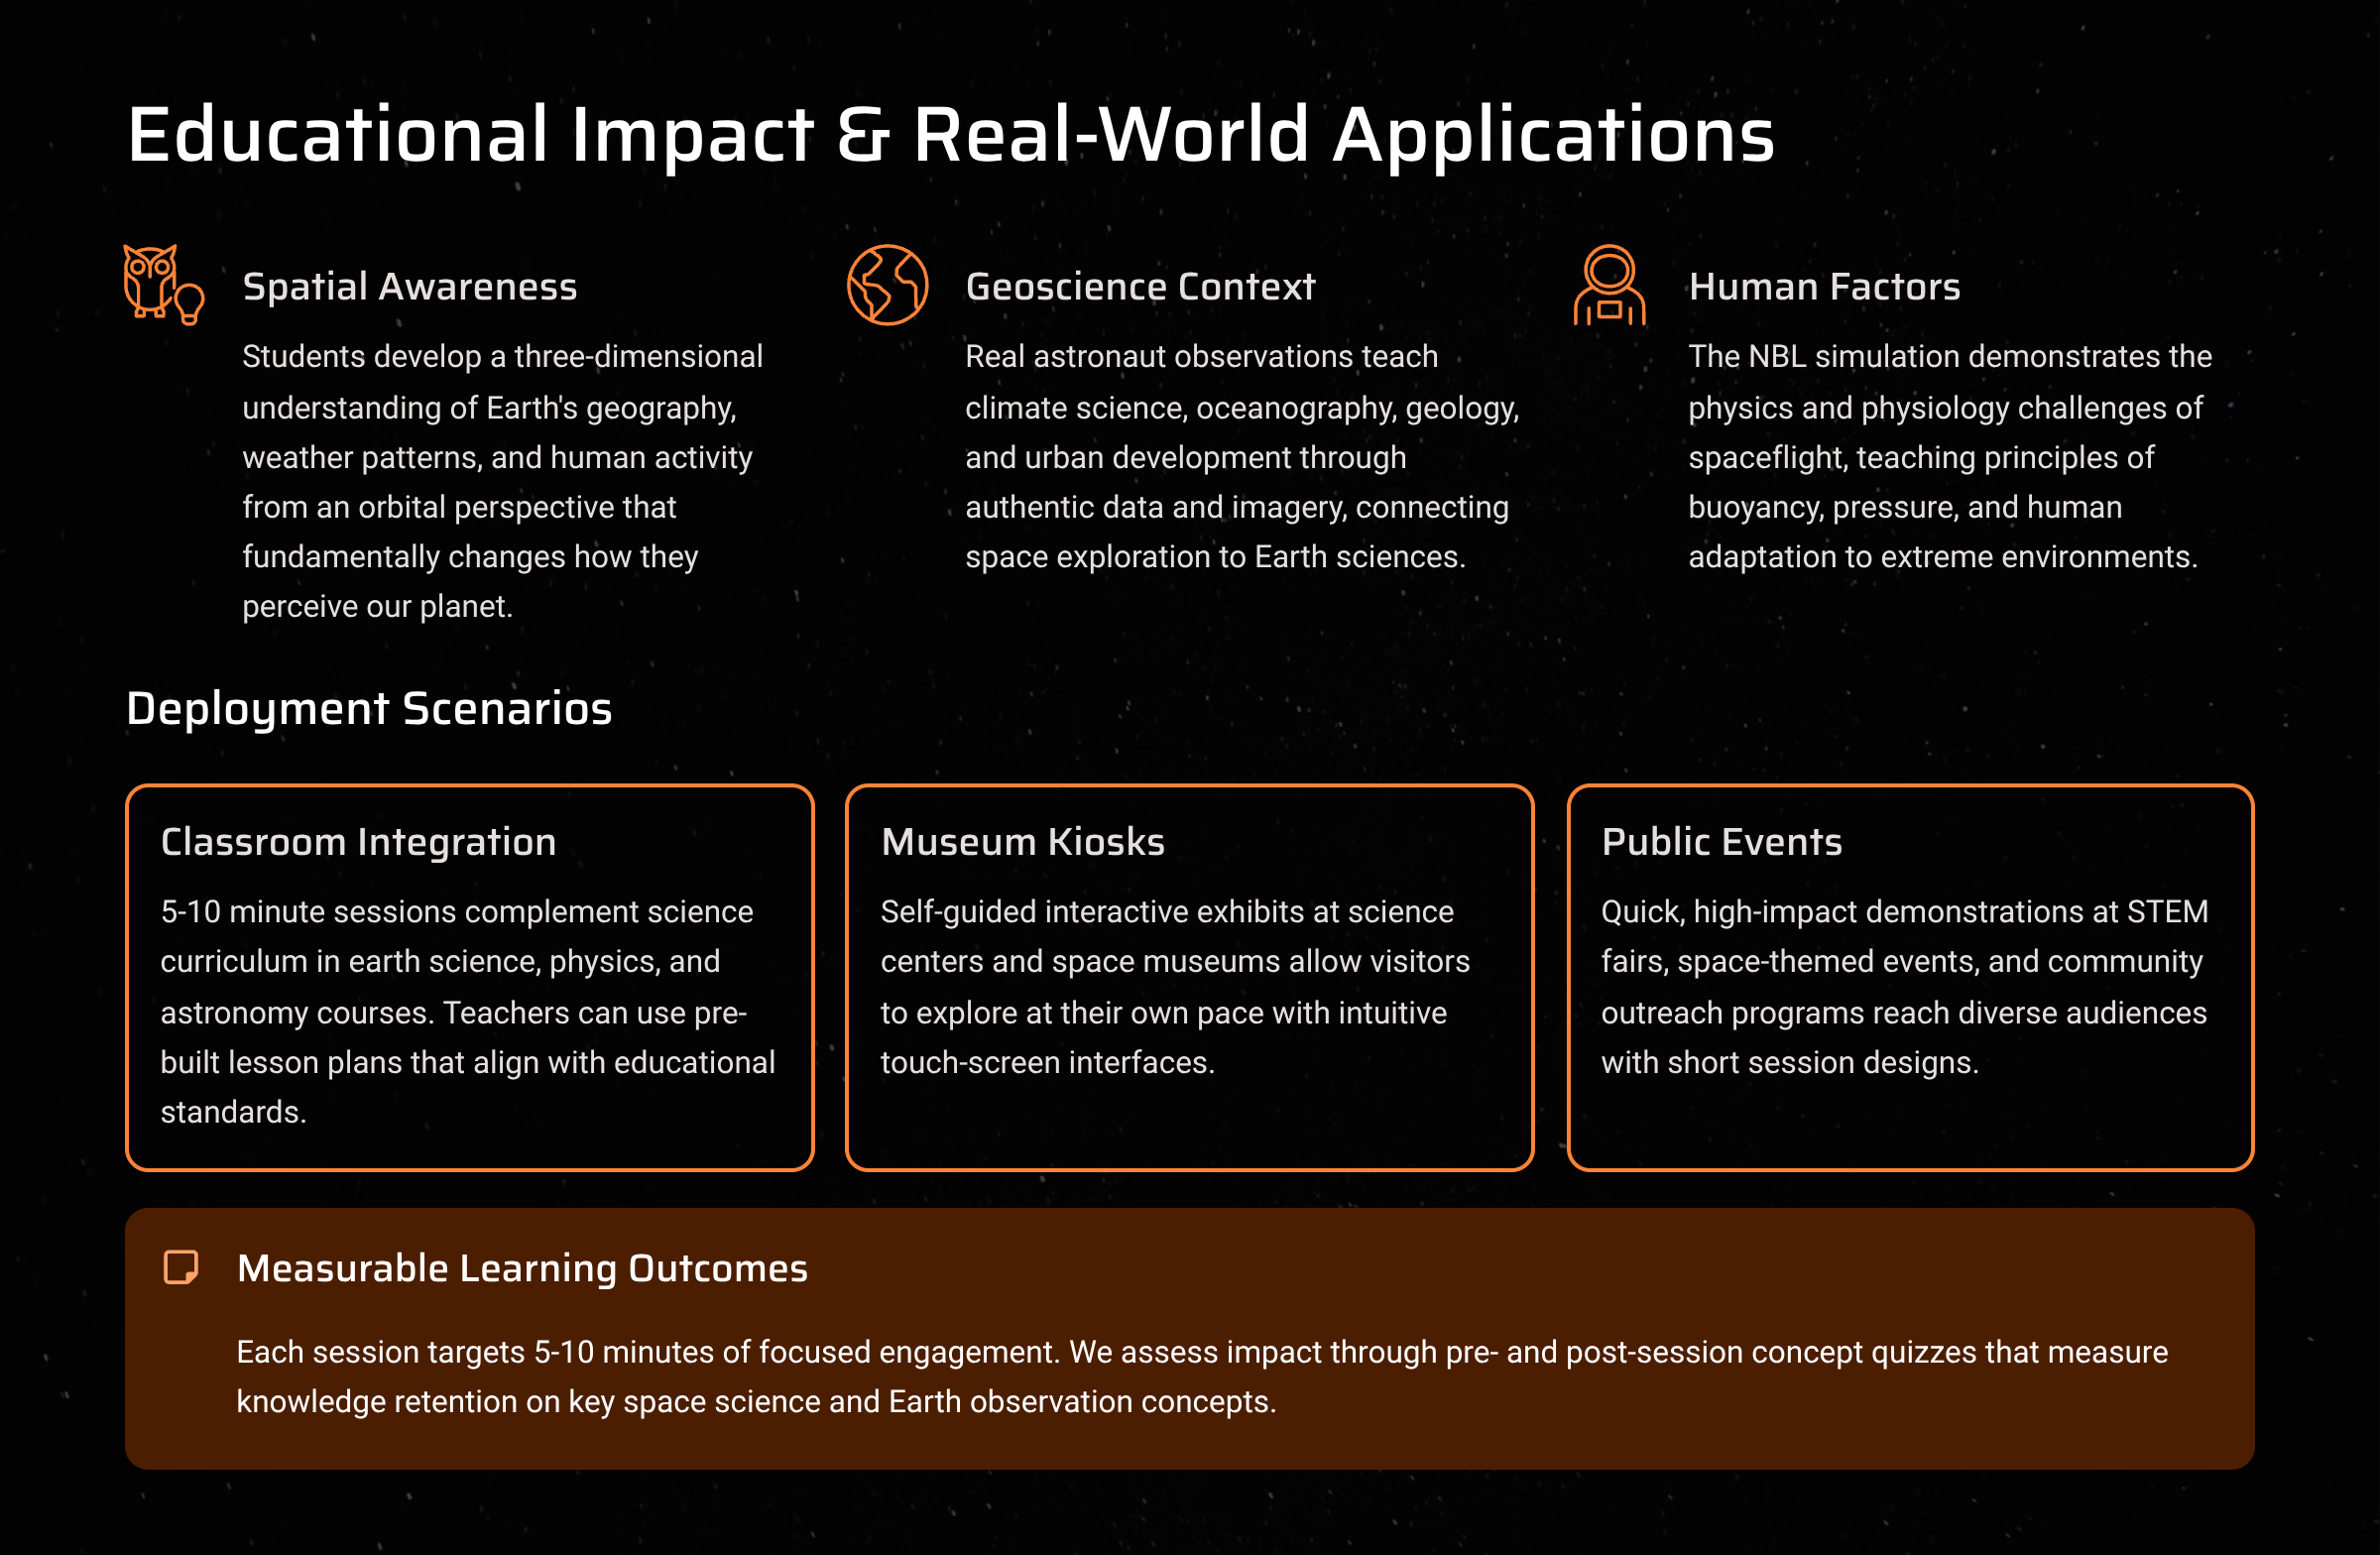 Educational Impact & Real-World Applications
Spatial Awareness
Students develop a three-dimensional
understanding of Earth's geography,
weather patterns, and human activity
from an orbital perspective that
fundamentally changes how they
perceive our planet.
Geoscience Context
Real astronaut observations teach
climate science, oceanography, geology,
and urban development through
authentic data and imagery, connecting
space exploration to Earth sciences.
Human Factors
The NBL simulation demonstrates the
physics and physiology challenges of
spaceflight, teaching principles of
buoyancy, pressure, and human
adaptation to extreme environments.
Deployment Scenarios
Classroom Integration
5-10 minute sessions complement science
curriculum in earth science, physics, and
astronomy courses. Teachers can use pre-
built lesson plans that align with educational
standards.
Museum Kiosks
Self-guided interactive exhibits at science
centers and space museums allow visitors
to explore at their own pace with intuitive
touch-screen interfaces.
Public Events
Quick, high-impact demonstrations at STEM
fairs, space-themed events, and community
outreach programs reach diverse audiences
with short session designs.
Measurable Learning Outcomes
Each session targets 5-10 minutes of focused engagement. We assess impact through pre- and post-session concept quizzes that measure
knowledge retention on key space science and Earth observation concepts.